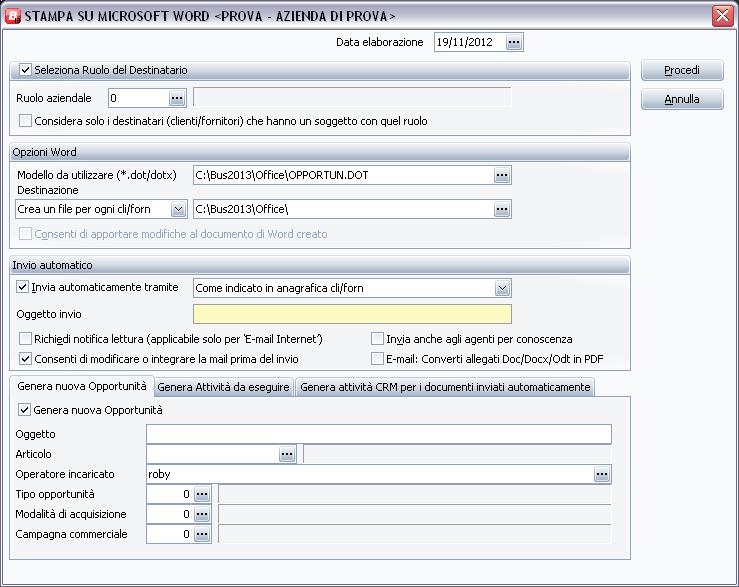 STAMPA SU MICROSOFT WORD <PROVA - AZIENDA DI PROVA>
Data elaborazione 19/11/2012
Seleziona Ruolo del Destinatario
Procedi
Ruolo aziendale 0
Annulla
Considera solo i destinatari (clienti/fornitori) che hanno un soggetto con quel ruolo
Opzioni Word
Modello da utilizzare (*.dot/dotx) C:\Bus2013\Office\OPPORTUN.DOT
Destinazione
Crea un file per ogni cli/forn C:\Bus2013\Office\
Consenti di apportare modifiche al documento di Word creato
Invio automatico
Invia automaticamente tramite Come indicato in anagrafica cli/forn
Oggetto invio
Richiedi notifica lettura (applicabile solo per 'E-mail Internet') Invia anche agli agenti per conoscenza
Consenti di modificare o integrare la mail prima del invio E-mail: Converti allegati Doc/Docx/Odt in PDF
Genera nuova Opportunità Genera Attività da eseguire Genera attività CRM per i documenti inviati automaticamente
Genera nuova Opportunità
Oggetto
Articolo
Operatore incaricato roby
Tipo opportunità 0
Modalità di acquisizione 0
Campagna commerciale 0